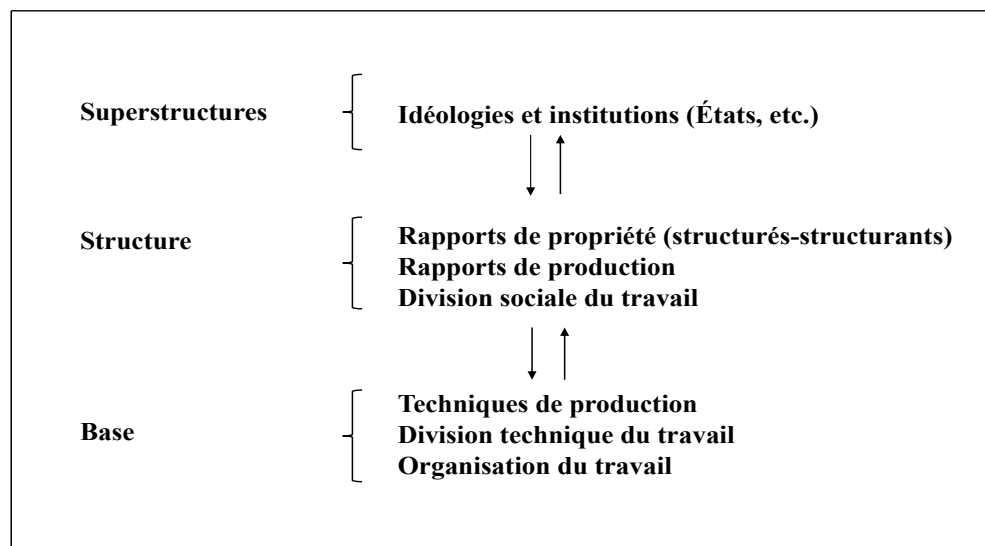 Superstructures
Idéologies et institutions (États, etc.)
Structure
Rapports de propriété (structurés-structurants)
Rapports de production
Division sociale du travail
Base
Techniques de production
Division technique du travail
Organisation du travail